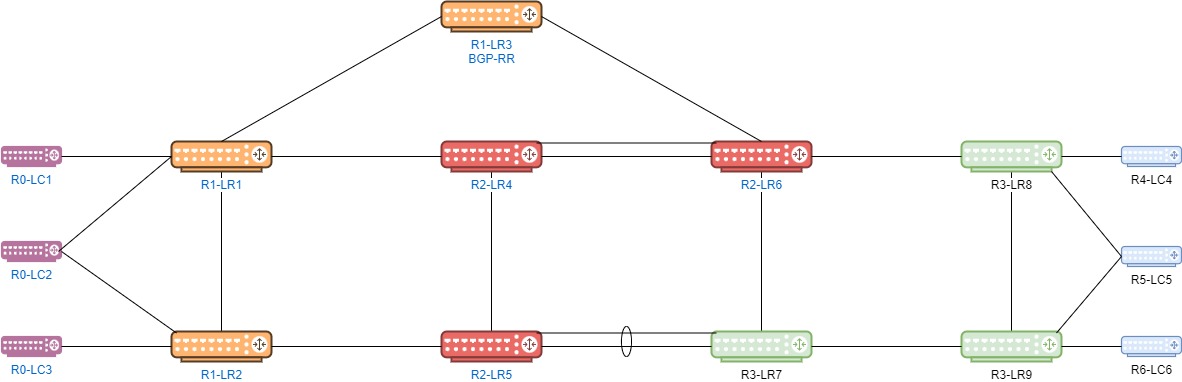 R1-LR3
BGP-RR
R0-LC1
R1-LR1
R2-LR4
R2-LR6
R3-LR8
R4-LC4
R0-LC2
R5-LC5
R0-LC3
R1-LR2
R2-LR5
R3-LR7
R3-LR9
R6-LC6